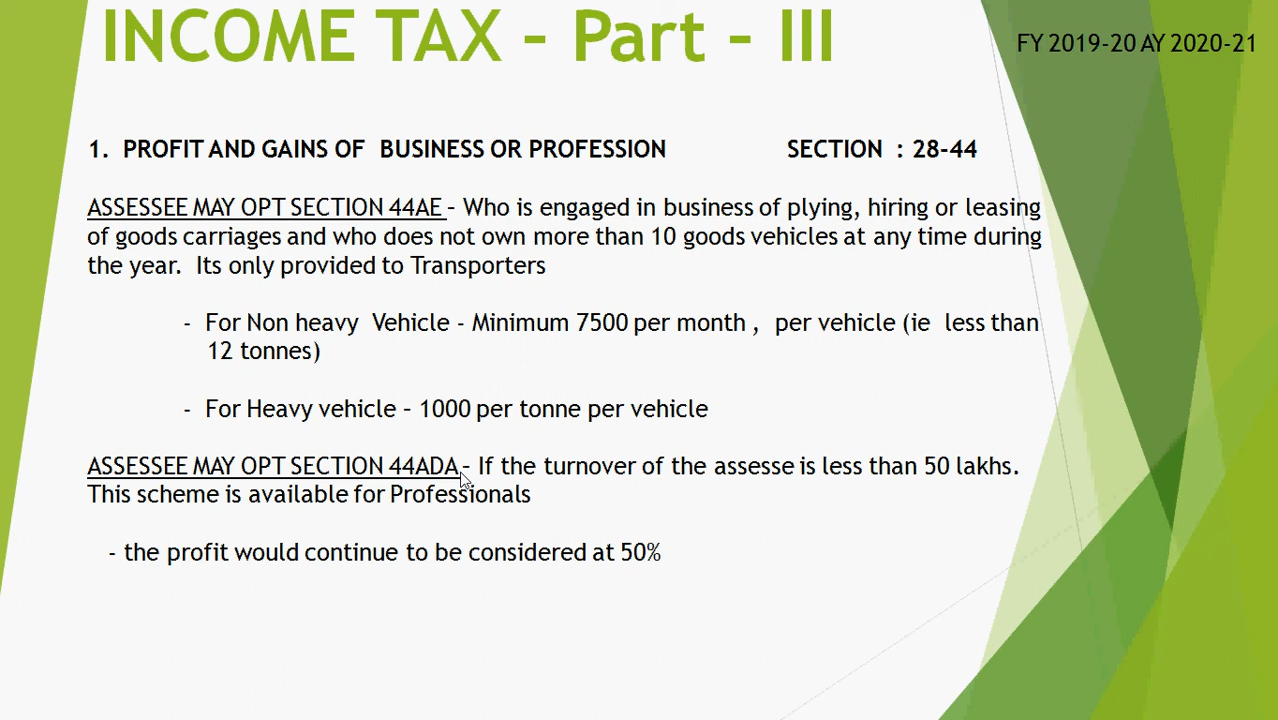 INCOME TAX - Part - III
FY 2019-20 AY 2020-21
1. PROFIT AND GAINS OF BUSINESS OR PROFESSION SECTION : 28-44
ASSESSEE MAY OPT SECTION 44AE - Who is engaged in business of plying, hiring or leasing
of goods carriages and who does not own more than 10 goods vehicles at any time during
the year. Its only provided to Transporters
- For Non heavy Vehicle - Minimum 7500 per month , per vehicle (ie less than
12 tonnes)
- For Heavy vehicle – 1000 per tonne per vehicle
ASSESSEE MAY OPT SECTION 44ADA – If the turnover of the assesse is less than 50 lakhs.
This scheme is available for Professionals
- the profit would continue to be considered at 50%